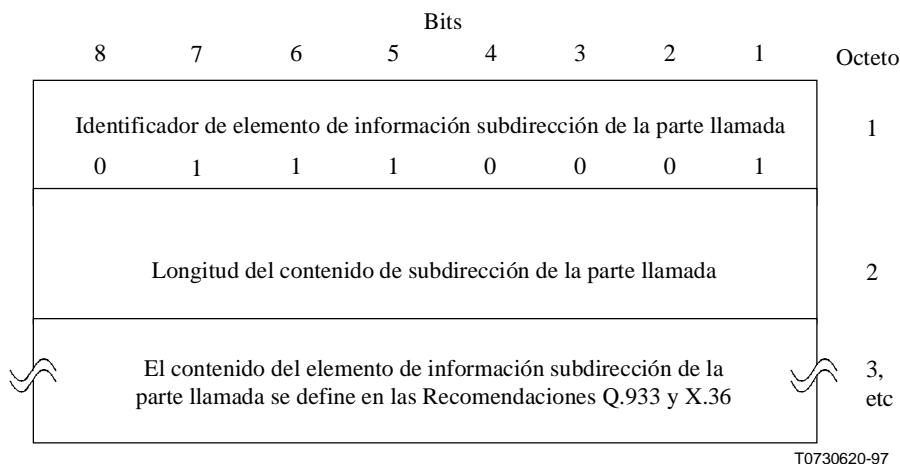 Bits
8 7 6 5 4 3 2 1 Octeto
Identificador de elemento de información subdirección de la parte llamada 1
0 1 1 1 0 0 0 1
Longitud del contenido de subdirección de la parte llamada 2
El contenido del elemento de información subdirección de la 3,
parte llamada se define en las Recomendaciones Q.933 y X.36 etc
T0730620-97